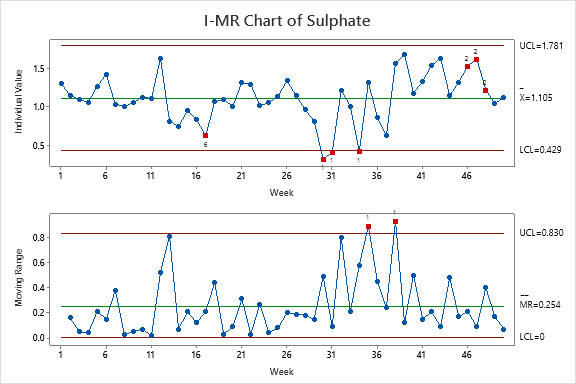 I-MR Chart of Sulphate
UCL=1.781
1.5
1.0
0.5
Individual Value
2
2
2
6
1
1
1
_
X=1.105
LCL=0.429
1 6 11 16 21 26 31 36 41 46
Week
UCL=0.830
0.8
0.6
0.4
0.2
0.0
Moving Range
1
1
__
MR=0.254
LCL=0
1 6 11 16 21 26 31 36 41 46
Week